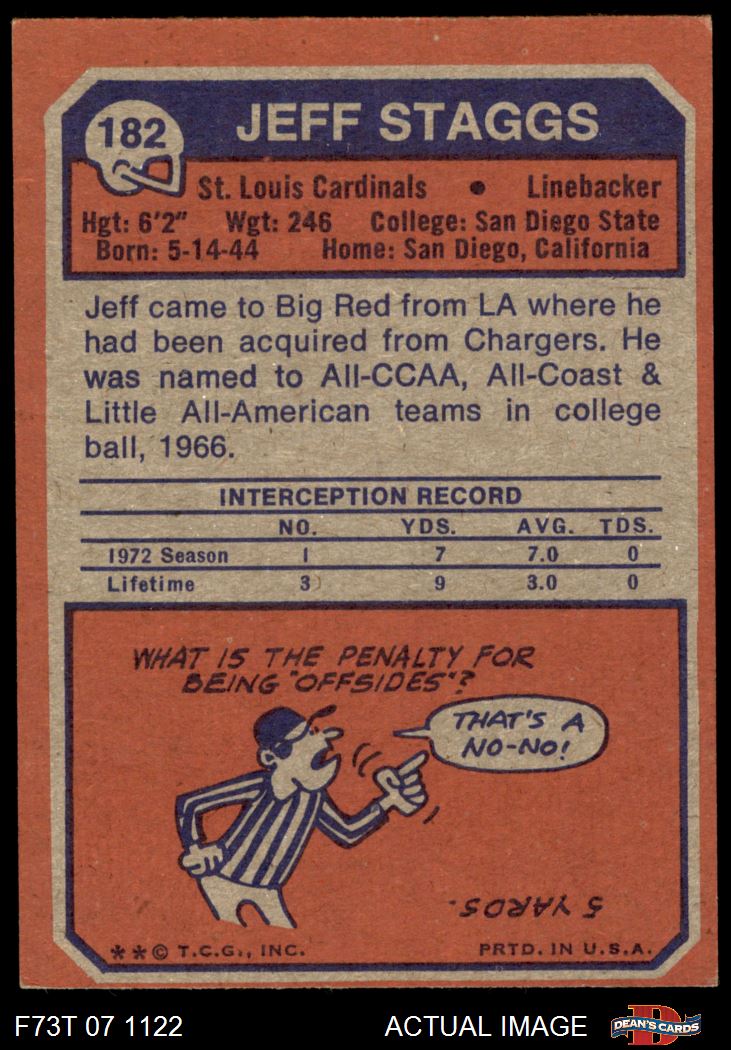 182
JEFF STAGGS
St. Louis Cardinals • Linebacker
Hgt: 6'2" Wgt: 246 College: San Diego State
Born: 5-14-44 Home: San Diego, California
Jeff came to Big Red from LA where he
had been acquired from Chargers. He
was named to All-CCAA, All-Coast &
Little All-American teams in college
ball, 1966.
INTERCEPTION RECORD
NO. YDS. AVG. TDS.
1972 Season 1 7 7.0 0
Lifetime 3 9 3.0 0
WHAT IS THE PENALTY FOR
BEING "OFFSIDES"?
THAT'S A
NO-NO!
5 YARDS.
**© T.C.G., INC. PRTD. IN U.S.A.
F73T 07 1122 ACTUAL IMAGE
D
DEAN'S CARDS